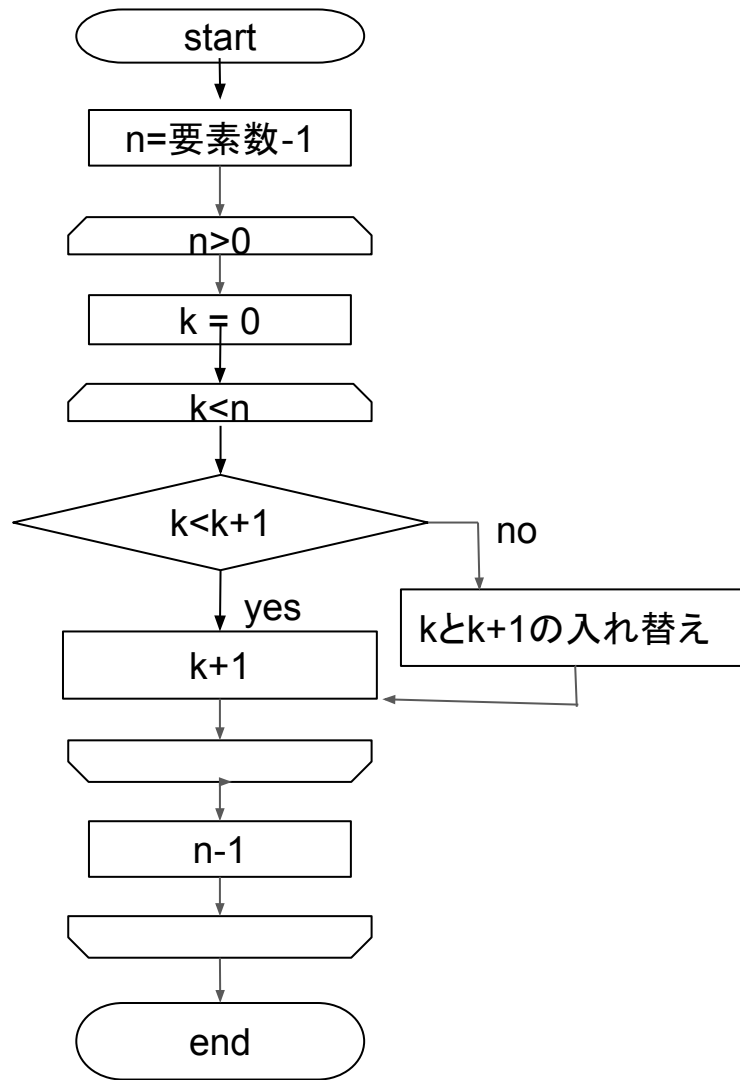 start
n=要素数-1
n>0
k = 0
k<n
k<k+1
no
yes
kとk+1の入れ替え
k+1
n-1
end